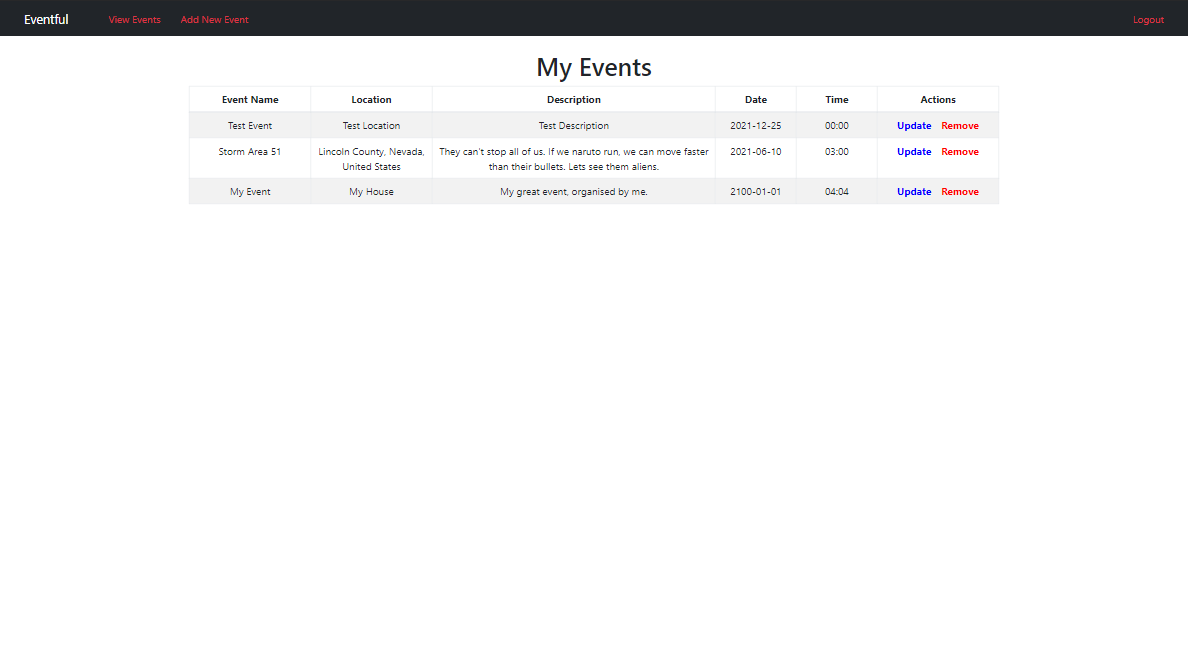 Eventful View Events Add New Event Logout
My Events
Event Name Location Description Date Time Actions
Test Event Test Location Test Description 2021-12-25 00:00 Update Remove
Storm Area 51 Lincoln County, Nevada, They can't stop all of us. If we naruto run, we can move faster 2021-06-10 03:00 Update Remove
United States than their bullets. Lets see them aliens.
My Event My House My great event, organised by me. 2100-01-01 04:04 Update Remove